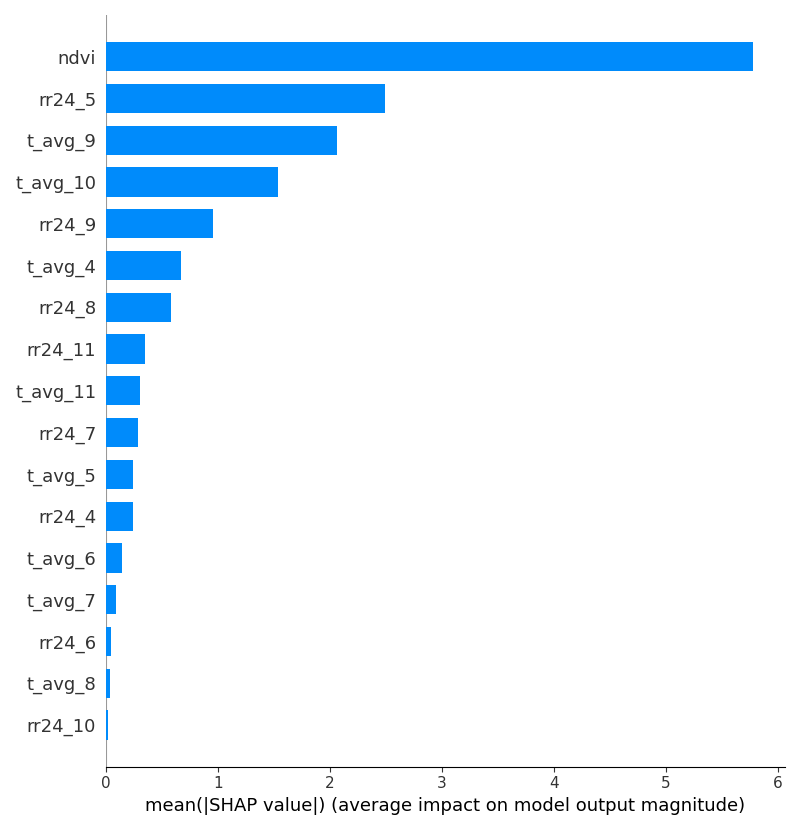 ndvi
rr24_5
t_avg_9
t_avg_10
rr24_9
t_avg_4
rr24_8
rr24_11
t_avg_11
rr24_7
t_avg_5
rr24_4
t_avg_6
t_avg_7
rr24_6
t_avg_8
rr24_10
0 1 2 3 4 5 6
mean(|SHAP value|) (average impact on model output magnitude)